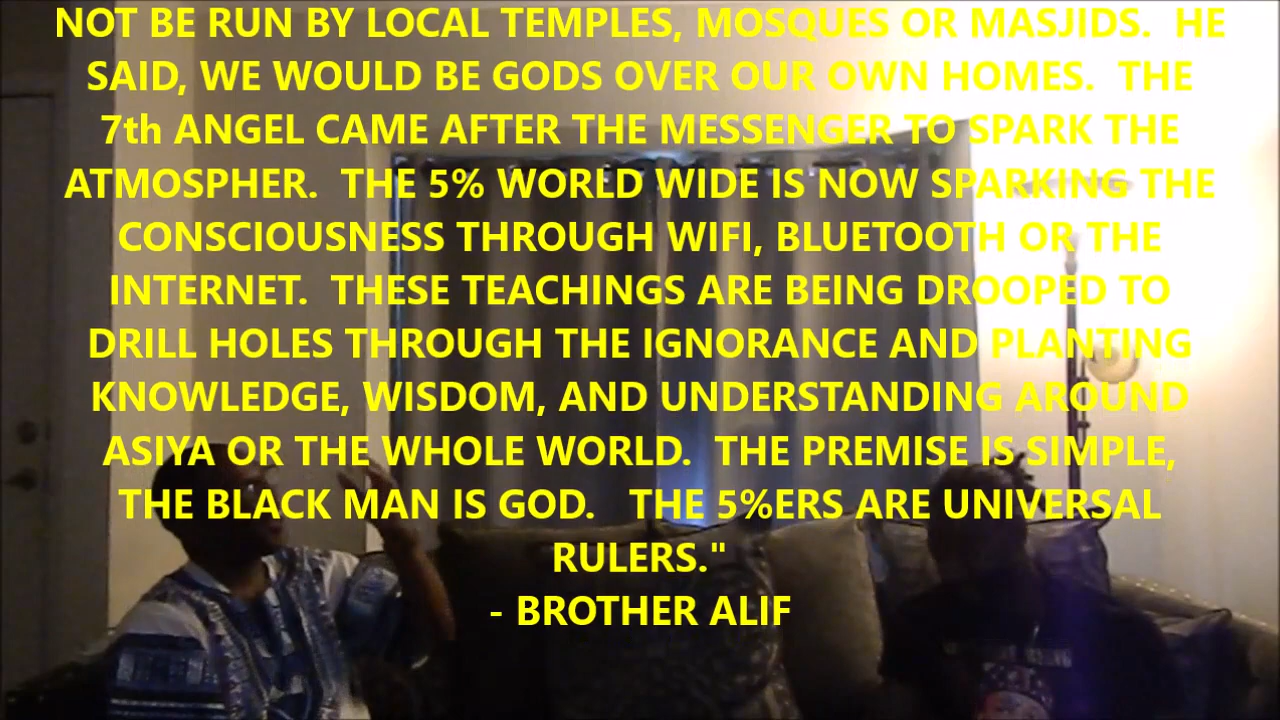 NOT BE RUN BY LOCAL TEMPLES, MOSQUES OR MASJIDS. HE
SAID, WE WOULD BE GODS OVER OUR OWN HOMES. THE
7th ANGEL CAME AFTER THE MESSENGER TO SPARK THE
ATMOSPHER. THE 5% WORLD WIDE IS NOW SPARKING THE
CONSCIOUSNESS THROUGH WIFI, BLUETOOTH OR THE
INTERNET. THESE TEACHINGS ARE BEING DROOPED TO
DRILL HOLES THROUGH THE IGNORANCE AND PLANTING
KNOWLEDGE, WISDOM, AND UNDERSTANDING AROUND
ASIYA OR THE WHOLE WORLD. THE PREMISE IS SIMPLE,
THE BLACK MAN IS GOD. THE 5%ERS ARE UNIVERSAL
RULERS."
- BROTHER ALIF